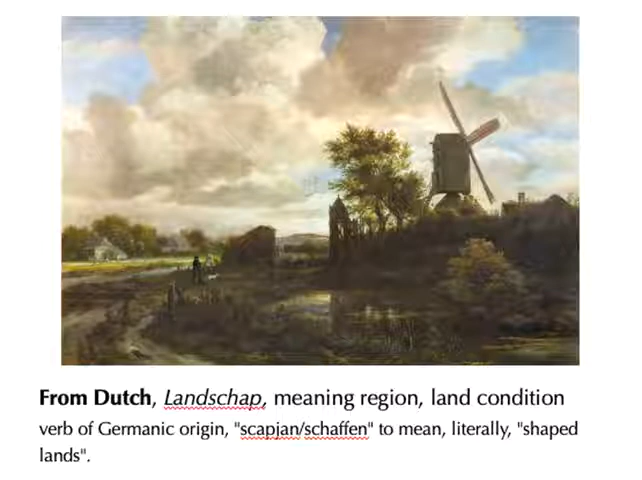 From Dutch, Landschap, meaning region, land condition
verb of Germanic origin, "scapjan/schaffen" to mean, literally, "shaped
lands".